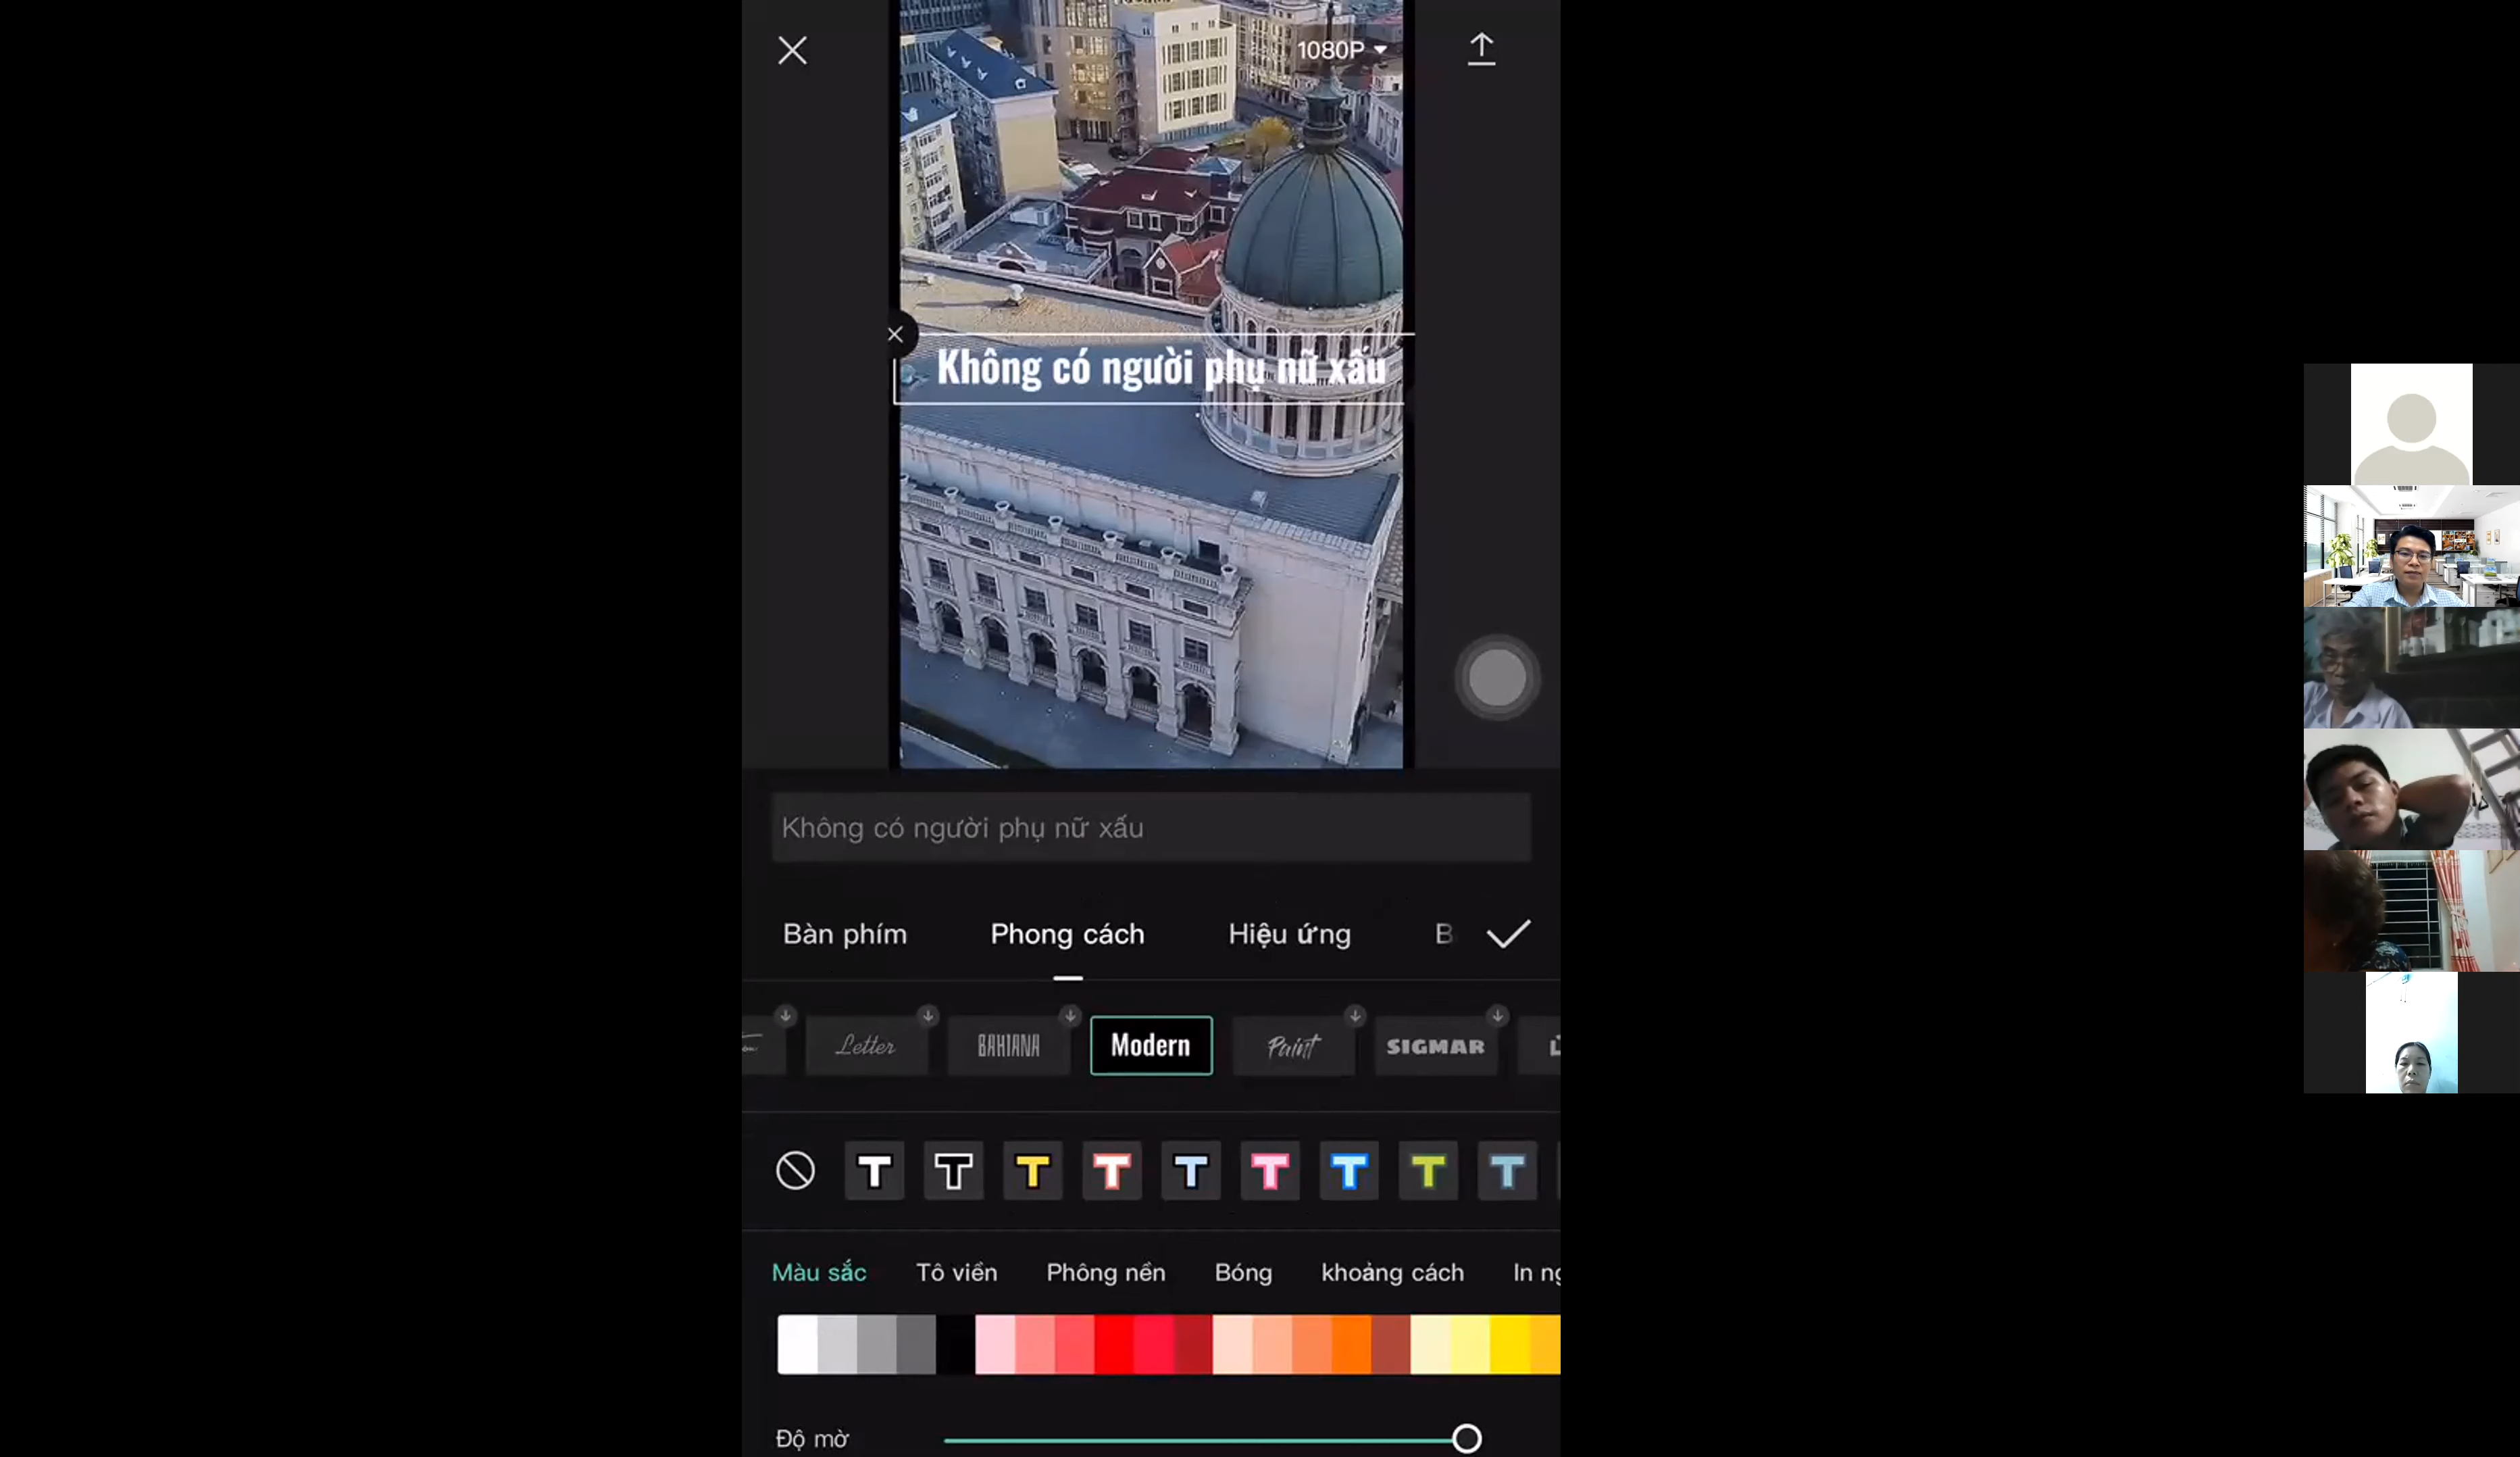 1080P
Không có người phụ nữ xấu
Không có người phụ nữ xấu
Bàn phím
Phong cách
Hiệu ứng
B
Letter
BAHIANA
Modern
Paint
SIGMAR
T T T T T T T T T
Màu sắc
Tô viền
Phông nền
Bóng
khoảng cách
In
Độ mờ